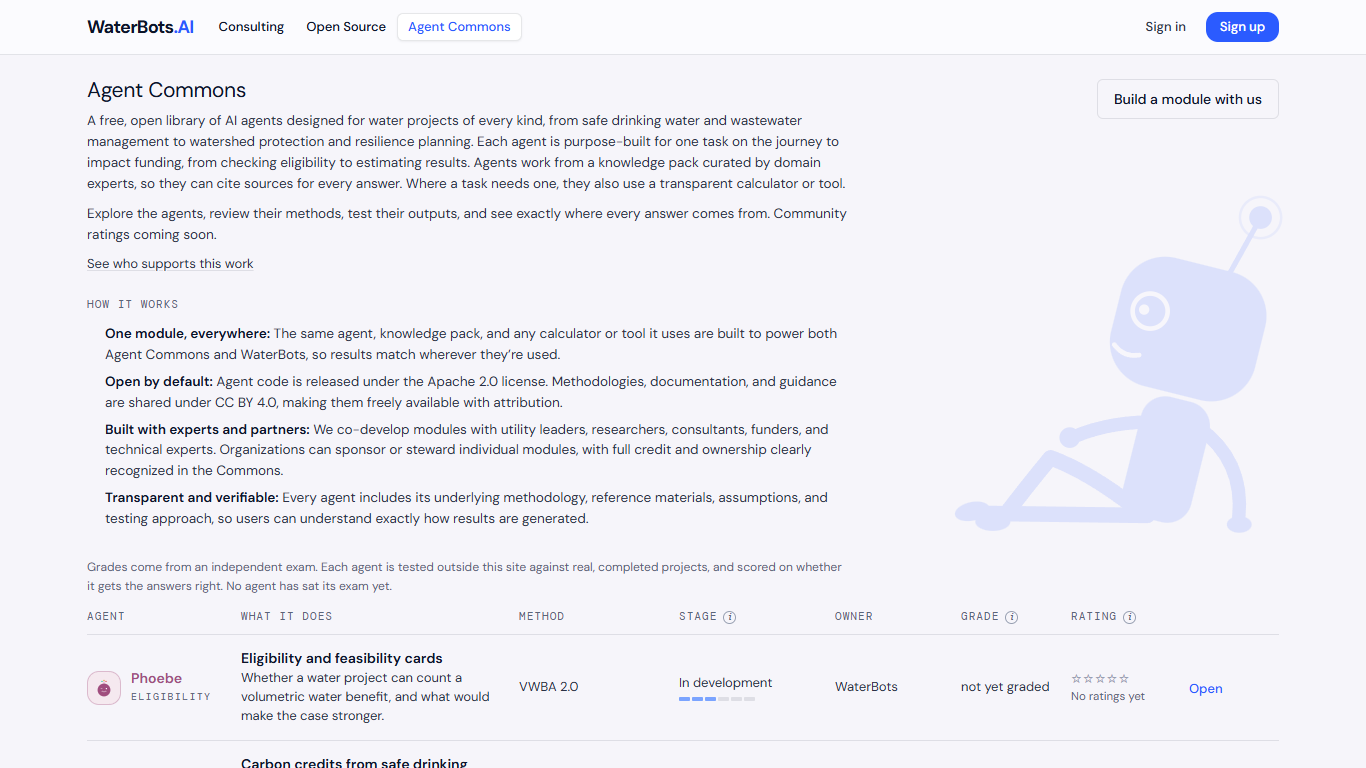 WaterBots.AI Consulting Open Source Agent Commons Sign in Sign up
Agent Commons
Build a module with us
A free, open library of AI agents designed for water projects of every kind, from safe drinking water and wastewater
management to watershed protection and resilience planning. Each agent is purpose-built for one task on the journey to
impact funding, from checking eligibility to estimating results. Agents work from a knowledge pack curated by domain
experts, so they can cite sources for every answer. Where a task needs one, they also use a transparent calculator or tool.
Explore the agents, review their methods, test their outputs, and see exactly where every answer comes from. Community
ratings coming soon.
See who supports this work
HOW IT WORKS
One module, everywhere: The same agent, knowledge pack, and any calculator or tool it uses are built to power both
Agent Commons and WaterBots, so results match wherever they're used.
Open by default: Agent code is released under the Apache 2.0 license. Methodologies, documentation, and guidance
are shared under CC BY 4.0, making them freely available with attribution.
Built with experts and partners: We co-develop modules with utility leaders, researchers, consultants, funders, and
technical experts. Organizations can sponsor or steward individual modules, with full credit and ownership clearly
recognized in the Commons.
Transparent and verifiable: Every agent includes its underlying methodology, reference materials, assumptions, and
testing approach, so users can understand exactly how results are generated.
Grades come from an independent exam. Each agent is tested outside this site against real, completed projects, and scored on whether
it gets the answers right. No agent has sat its exam yet.
AGENT WHAT IT DOES METHOD STAGE i OWNER GRADE i RATING i
Phoebe
ELIGIBILITY
Eligibility and feasibility cards
Whether a water project can count a
volumetric water benefit, and what would
make the case stronger.
VWBA 2.0
In development
WaterBots
not yet graded
☆☆☆☆☆
No ratings yet
Open
Carbon credits from safe drinking